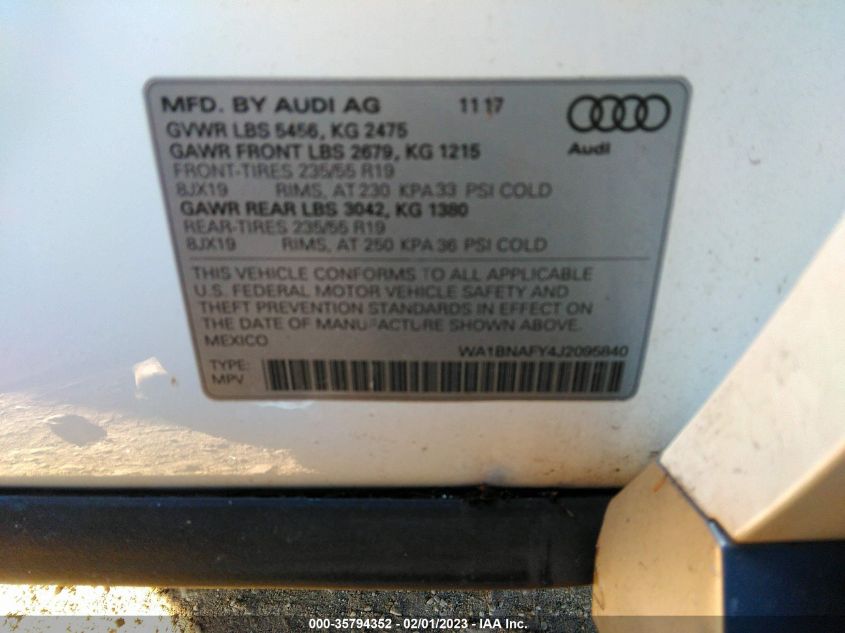 MFD. BY AUDI AG 11 17
Audi
GVWR LBS 5456, KG 2475
GAWR FRONT LBS 2679, KG 1215
FRONT-TIRES 235/55 R19
8JX19 RIMS, AT 230 KPA 33 PSI COLD
GAWR REAR LBS 3042, KG 1380
REAR-TIRES 235/55 R19
8JX19 RIMS, AT 250 KPA 36 PSI COLD
THIS VEHICLE CONFORMS TO ALL APPLICABLE
U.S. FEDERAL MOTOR VEHICLE SAFETY AND
THEFT PREVENTION STANDARDS IN EFFECT ON
THE DATE OF MANUFACTURE SHOWN ABOVE.
MEXICO WA1BNAFY4J2095840
TYPE:
MPV
000-35794352 - 02/01/2023 - IAA Inc.